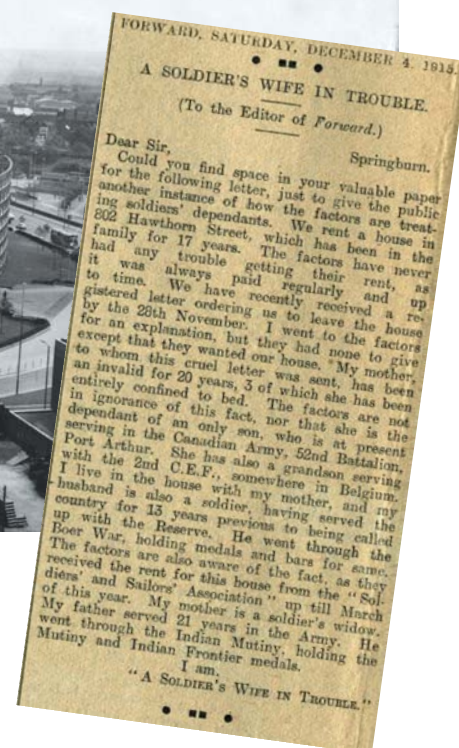 FORWARD, SATURDAY, DECEMBER 4, 1915.
A SOLDIER'S WIFE IN TROUBLE.
(To the Editor of Forward.)
Springburn.
Dear Sir,
Could you find space in your valuable paper
for the following letter, just to give the public
another instance of how the factors are treat-
ing soldiers' dependants. We rent a house in
802 Hawthorn Street, which has been in the
family for 17 years. The factors have never
had any trouble getting their rent, as
it was always paid regularly and up
to time. We have recently received a re-
gistered letter ordering us to leave the house
by the 28th November. I went to the factors
for an explanation, but they had none to give
except that they wanted our house. "My mother,
to whom this cruel letter was sent, has been
an invalid for 20 years, 3 of which she has been
entirely confined to bed. The factors are not
in ignorance of this fact, nor that she is the
dependant of an only son, who is at present
serving in the Canadian Army, 52nd Battalion,
Port Arthur. She has also a grandson serving
with the 2nd C.E.F., somewhere in Belgium.
I live in the house with my mother, and my
husband is also a soldier, having served the
country for 13 years previous to being called
up with the Reserve. He went through the
Boer War, holding medals and bars for same.
The factors are also aware of the fact, as they
received the rent for this house from the "Sol-
diers' and Sailors' Association" up till March
of this year. My mother is a soldier's widow.
My father served 21 years in the Army. He
went through the Indian Mutiny, holding the
Mutiny and Indian Frontier medals.
I am,
"A SOLDIER'S WIFE IN TROUBLE."